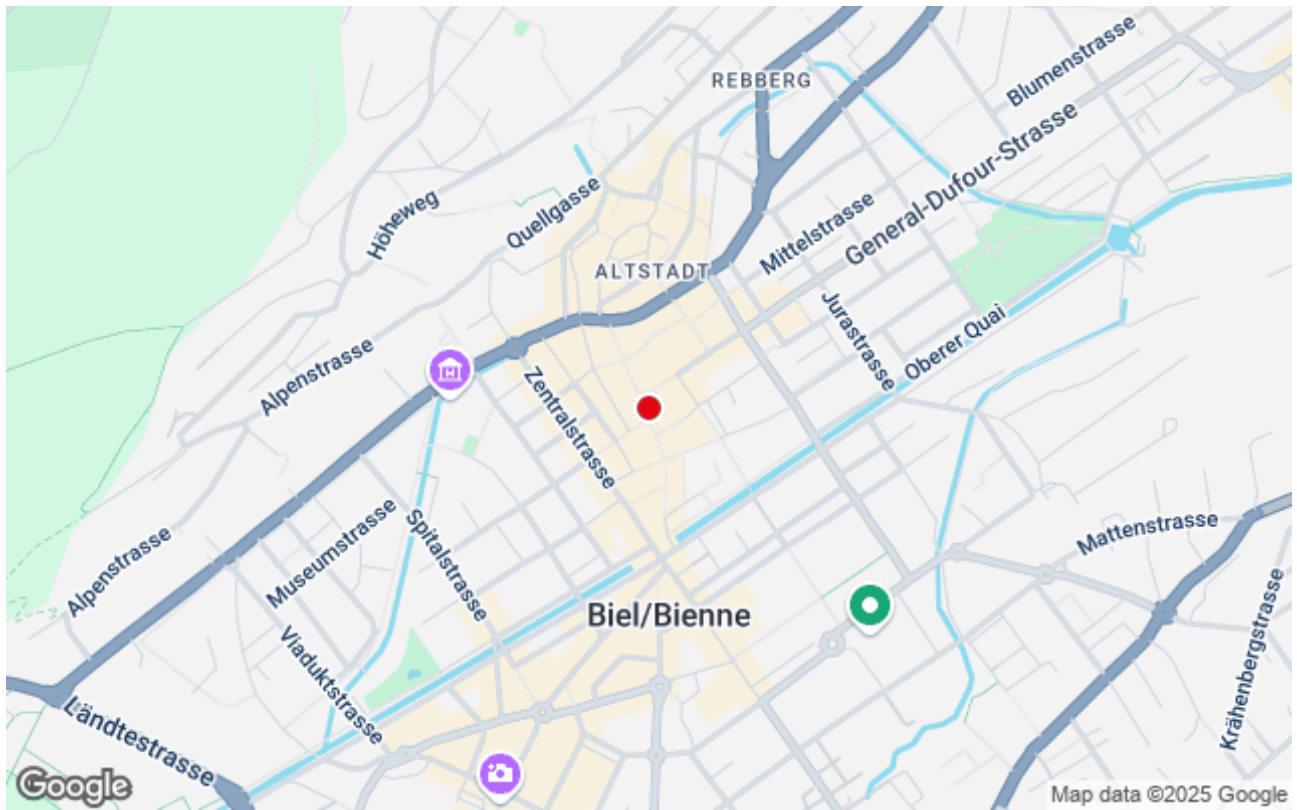 REBBERG
Blumenstrasse
General-Dufour-Strasse
Höheweg
Quellgasse
Mittelstrasse
ALTSTADT
Jurastrasse
Oberer Quai
Alpenstrasse
Zentralstrasse
Museumstrasse
Spitalstrasse
Mattenstrasse
Alpenstrasse
Biel/Bienne
Viaduktstrasse
Krähenbergstrasse
Ländtestrasse
Google
Map data ©2025 Google